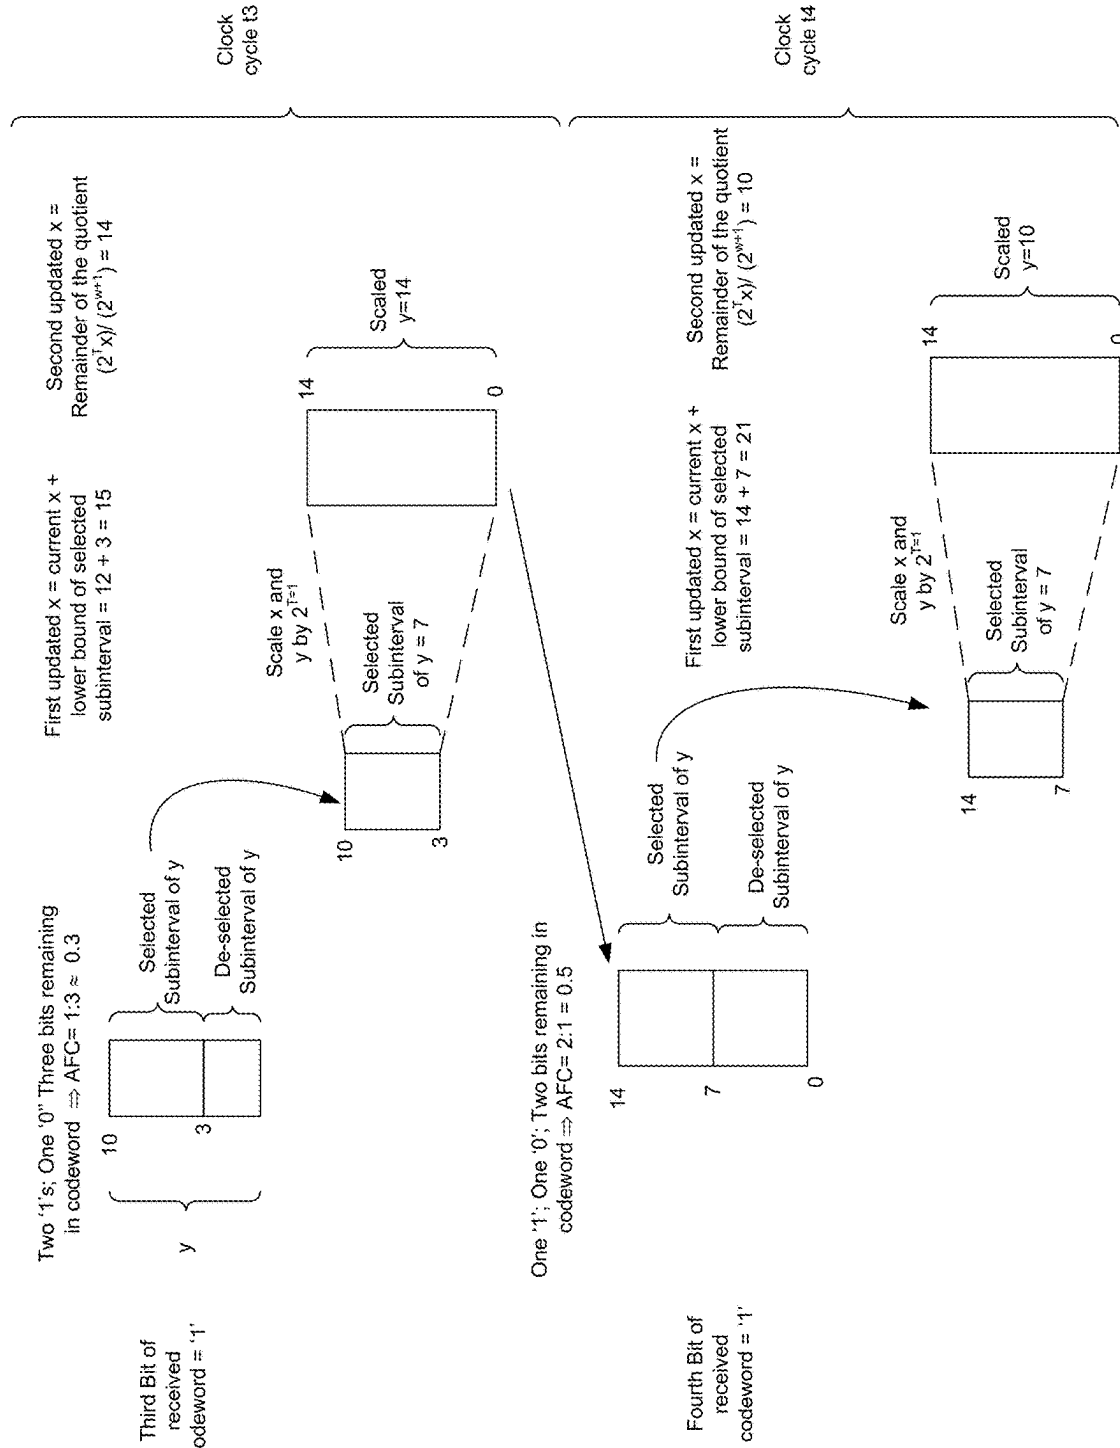 Third Bit of
received
odeword = ‘1’
y
Two ‘1’s; One ‘0” Three bits remaining
in codeword ⇒ AFC= 1:3 ≈ 0.3
10
3
Selected
Subinterval of y
De-selected
Subinterval of y
10
3
Selected
Subinterval
of y = 7
First updated x = current x +
lower bound of selected
subinterval = 12 + 3 = 15
Scale x and
y by 2^T=1
14
0
Scaled
y=14
Second updated x =
Remainder of the quotient
(2^T x)/ (2^w+1) = 14
Clock
cycle t3
Fourth Bit of
received
codeword = ‘1’
One ‘1’; One ‘0’; Two bits remaining in
codeword ⇒ AFC= 2:1 = 0.5
14
7
0
Selected
Subinterval of y
De-selected
Subinterval of y
14
7
Selected
Subinterval
of y = 7
First updated x = current x +
lower bound of selected
subinterval = 14 + 7 = 21
Scale x and
y by 2^T=1
14
0
Scaled
y=10
Second updated x =
Remainder of the quotient
(2^T x)/ (2^w+1) = 10
Clock
cycle t4